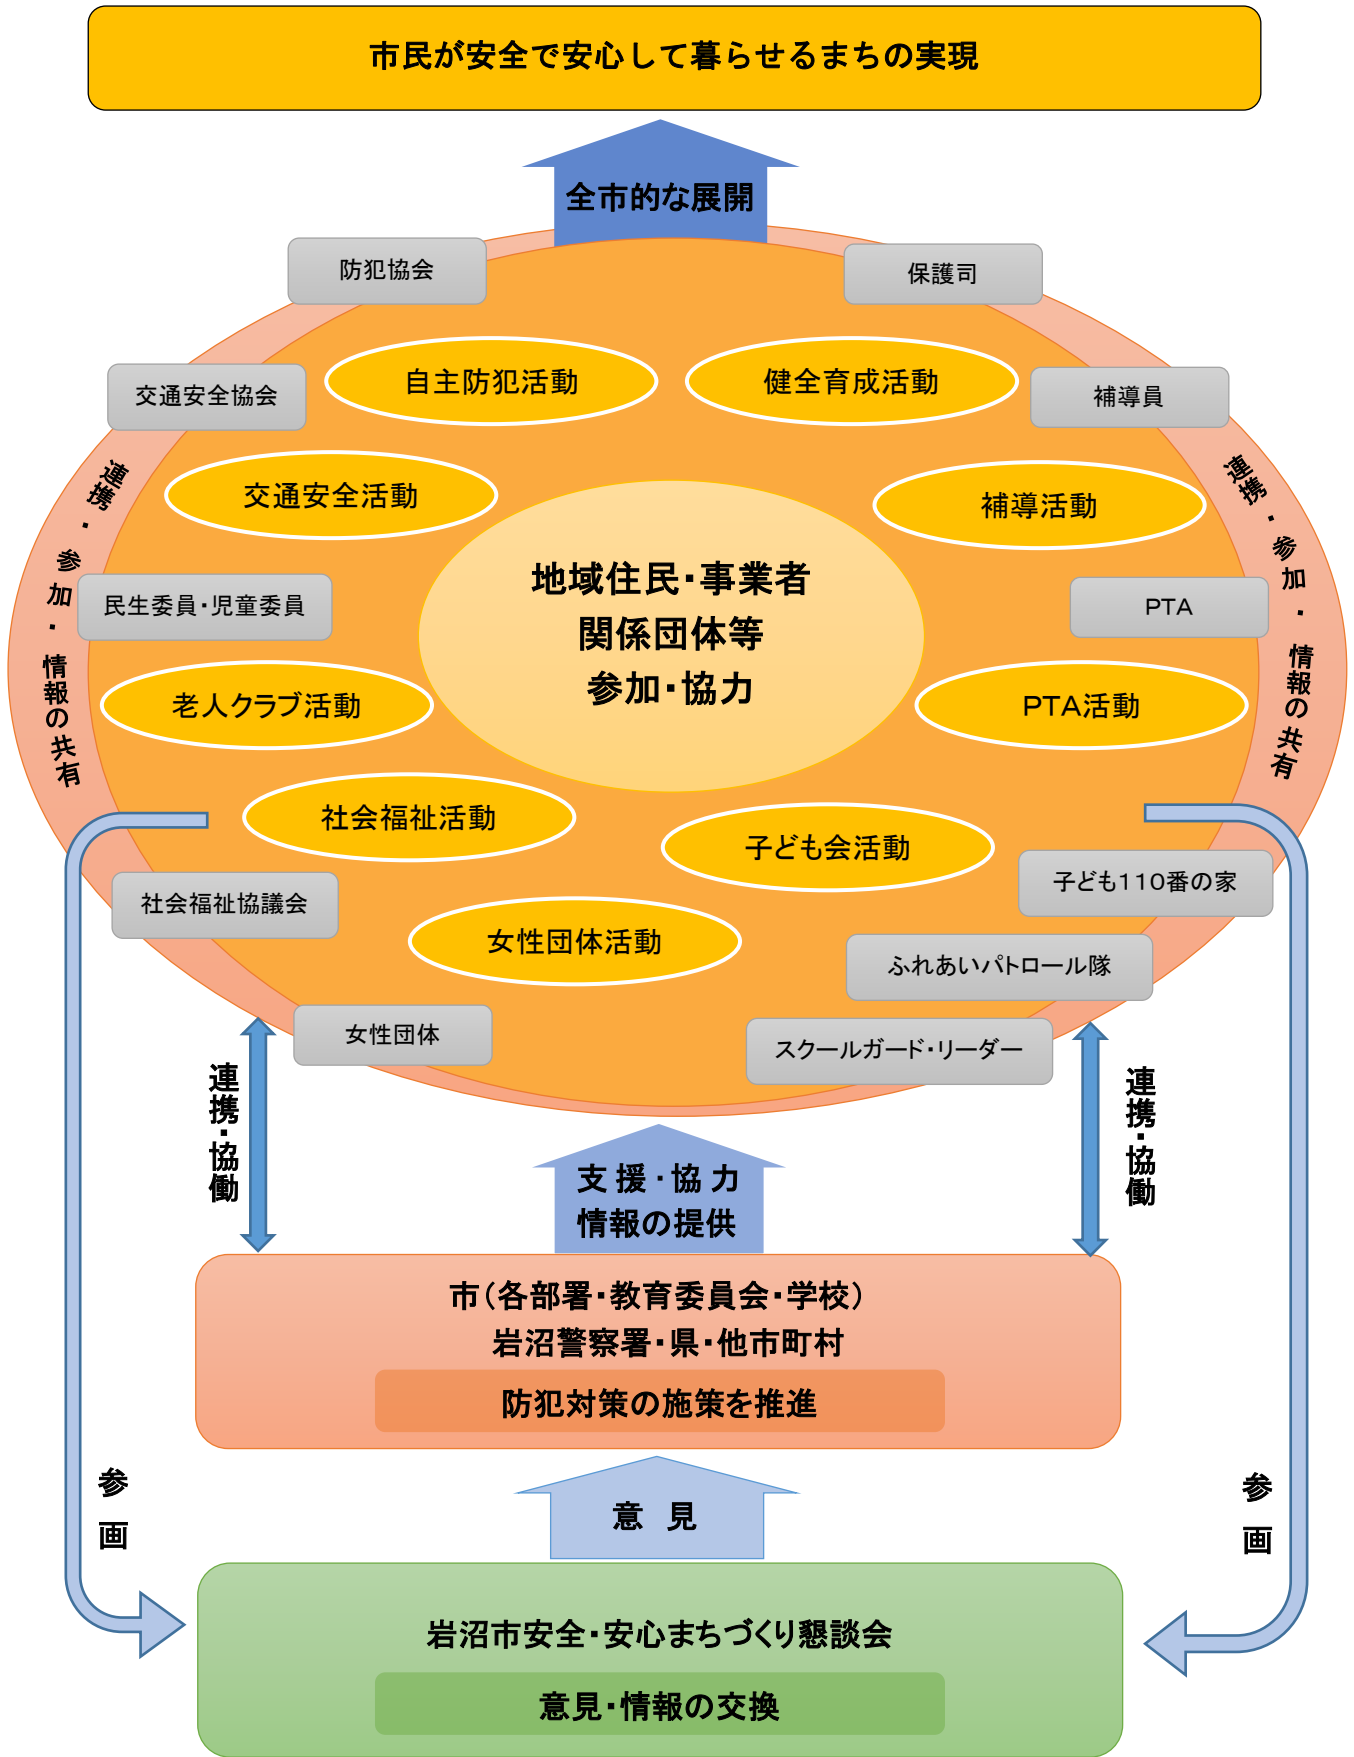 市民が安全で安心して暮らせるまちの実現
全市的な展開
防犯協会
保護司
自主防犯活動
健全育成活動
交通安全協会
補導員
連携・参加・情報の共有
連携・参加・情報の共有
交通安全活動
補導活動
地域住民・事業者
関係団体等
参加・協力
民生委員・児童委員
PTA
老人クラブ活動
PTA活動
社会福祉活動
子ども会活動
社会福祉協議会
子ども110番の家
女性団体活動
ふれあいパトロール隊
女性団体
スクールガード・リーダー
連携・協働
連携・協働
支援・協力
情報の提供
市(各部署・教育委員会・学校)
岩沼警察署・県・他市町村
防犯対策の施策を推進
参画
参画
意 見
岩沼市安全・安心まちづくり懇談会
意見・情報の交換